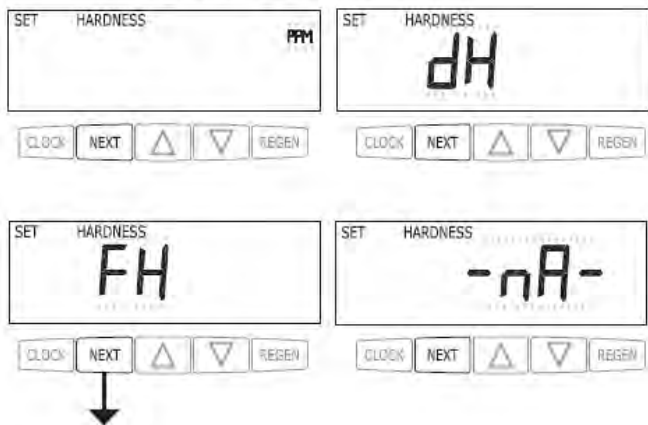 SET HARDNESS
PPM
CLOCK NEXT REGEN
SET HARDNESS
dH
CLOCK NEXT REGEN
SET HARDNESS
FH
CLOCK NEXT REGEN
SET HARDNESS
-nA-
CLOCK NEXT REGEN